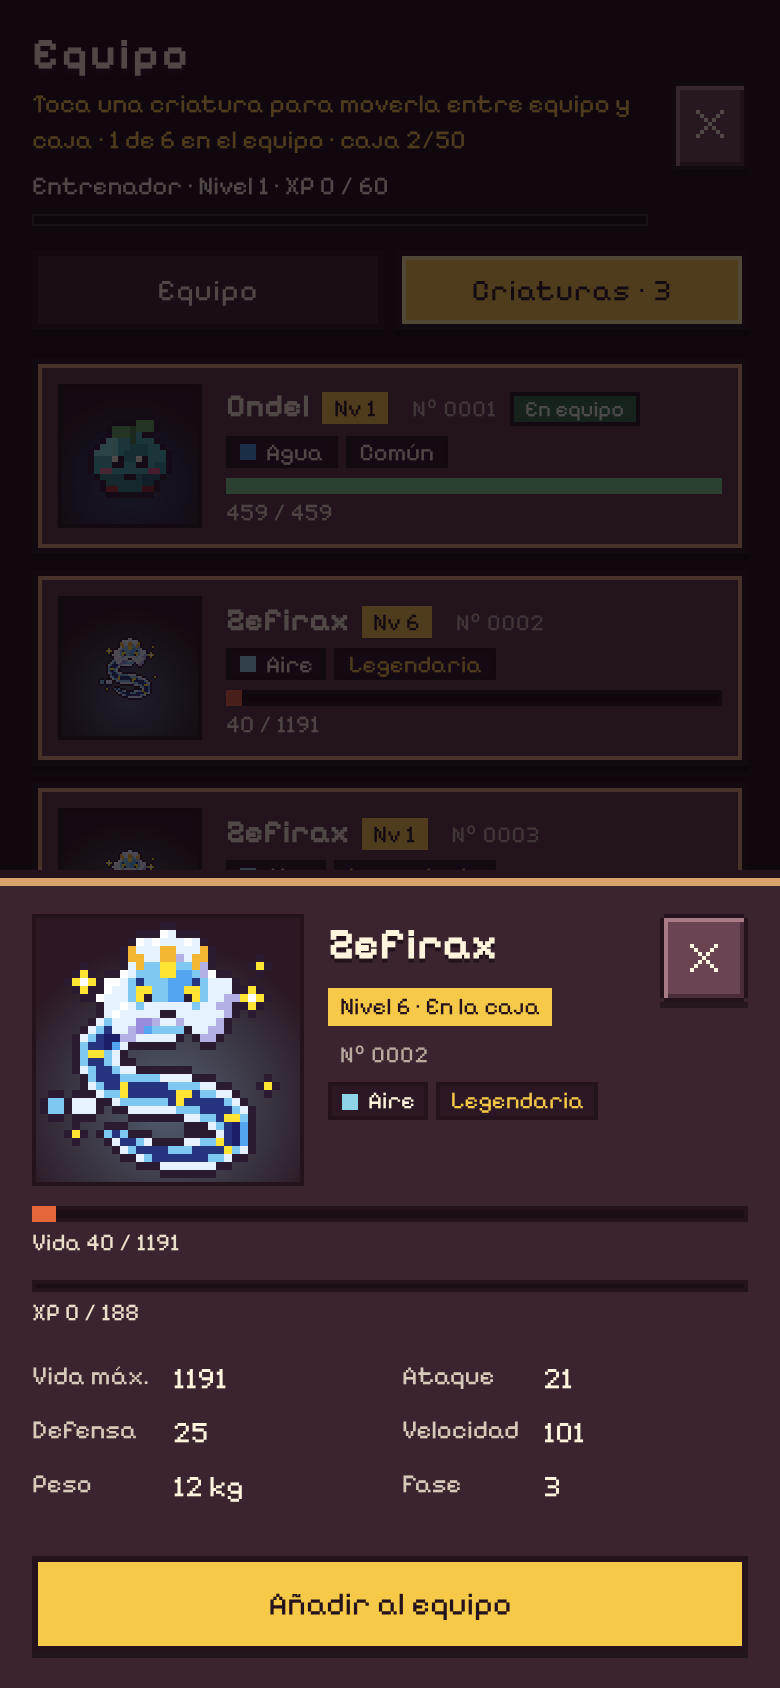 Equipo
Toca una criatura para moverla entre equipo y
caja · 1 de 6 en el equipo · caja 2/50
Entrenador · Nivel 1 · XP 0 / 60
Equipo
Criaturas · 3
Ondel Nv 1 Nº 0001 En equipo
Agua Común
459 / 459
Zefirax Nv 6 Nº 0002
Aire Legendaria
40 / 1191
Zefirax Nv 1 Nº 0003
Zefirax
Nivel 6 · En la caja
Nº 0002
Aire Legendaria
Vida 40 / 1191
XP 0 / 188
Vida máx. 1191 Ataque 21
Defensa 25 Velocidad 101
Peso 12 kg Fase 3
Añadir al equipo